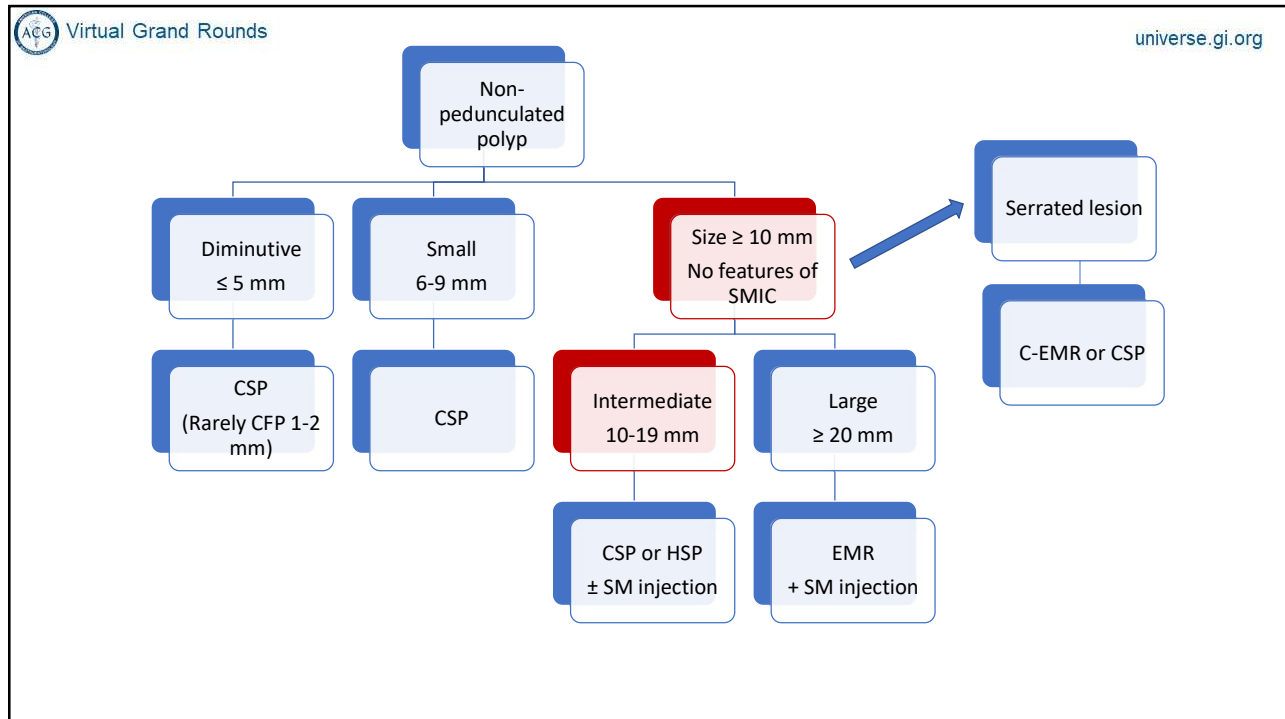 ACG
Virtual Grand Rounds
universe.gi.org
Non-
pedunculated
polyp
Diminutive
≤ 5 mm
Small
6-9 mm
Size ≥ 10 mm
No features of
SMIC
Serrated lesion
CSP
(Rarely CFP 1-2
mm)
CSP
Intermediate
10-19 mm
Large
≥ 20 mm
C-EMR or CSP
CSP or HSP
± SM injection
EMR
+ SM injection